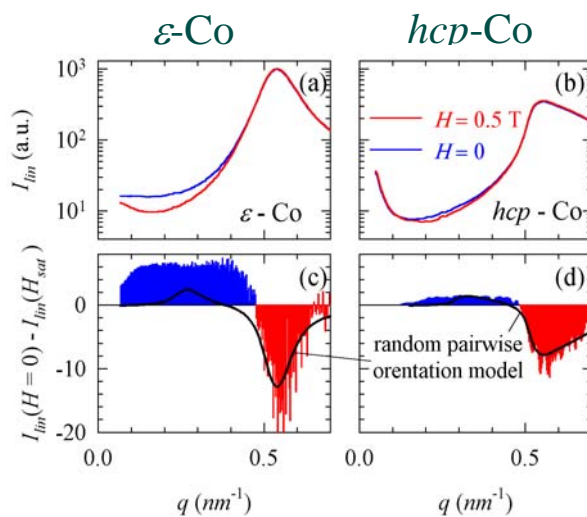 ε-Co hcp-Co
10³ (a) (b)
H = 0.5 T
10² H = 0
I_lin (a.u.)
10¹ ε - Co hcp - Co
(c) (d)
0
random pairwise
orentation model
-10
-20
I_lin(H = 0) - I_lin(H_sat)
0.0 0.5 0.0 0.5
q (nm⁻¹) q (nm⁻¹)